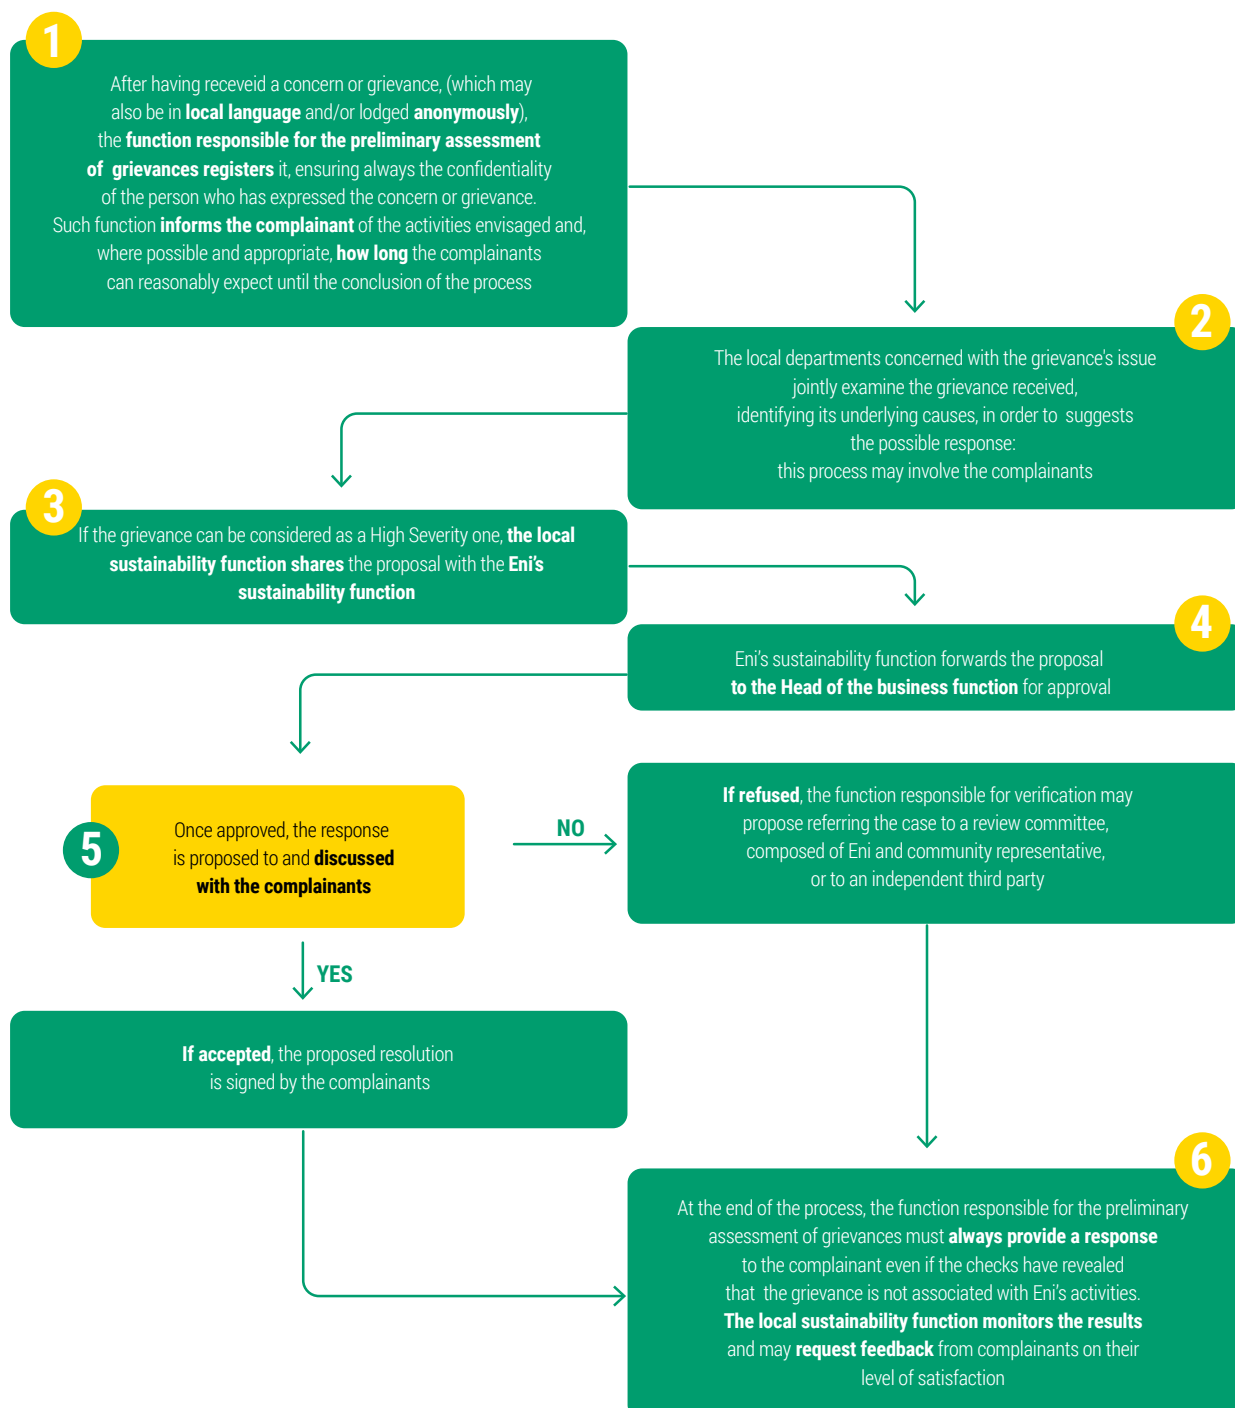 1
After having receveid a concern or grievance, (which may
also be in local language and/or lodged anonymously),
the function responsible for the preliminary assessment
of grievances registers it, ensuring always the confidentiality
of the person who has expressed the concern or grievance.
Such function informs the complainant of the activities envisaged and,
where possible and appropriate, how long the complainants
can reasonably expect until the conclusion of the process
2
The local departments concerned with the grievance's issue
jointly examine the grievance received,
identifying its underlying causes, in order to suggests
the possible response:
this process may involve the complainants
3
If the grievance can be considered as a High Severity one, the local
sustainability function shares the proposal with the Eni's
sustainability function
4
Eni's sustainability function forwards the proposal
to the Head of the business function for approval
5
Once approved, the response
is proposed to and discussed
with the complainants
NO
If refused, the function responsible for verification may
propose referring the case to a review committee,
composed of Eni and community representative,
or to an independent third party
YES
If accepted, the proposed resolution
is signed by the complainants
6
At the end of the process, the function responsible for the preliminary
assessment of grievances must always provide a response
to the complainant even if the checks have revealed
that the grievance is not associated with Eni's activities.
The local sustainability function monitors the results
and may request feedback from complainants on their
level of satisfaction